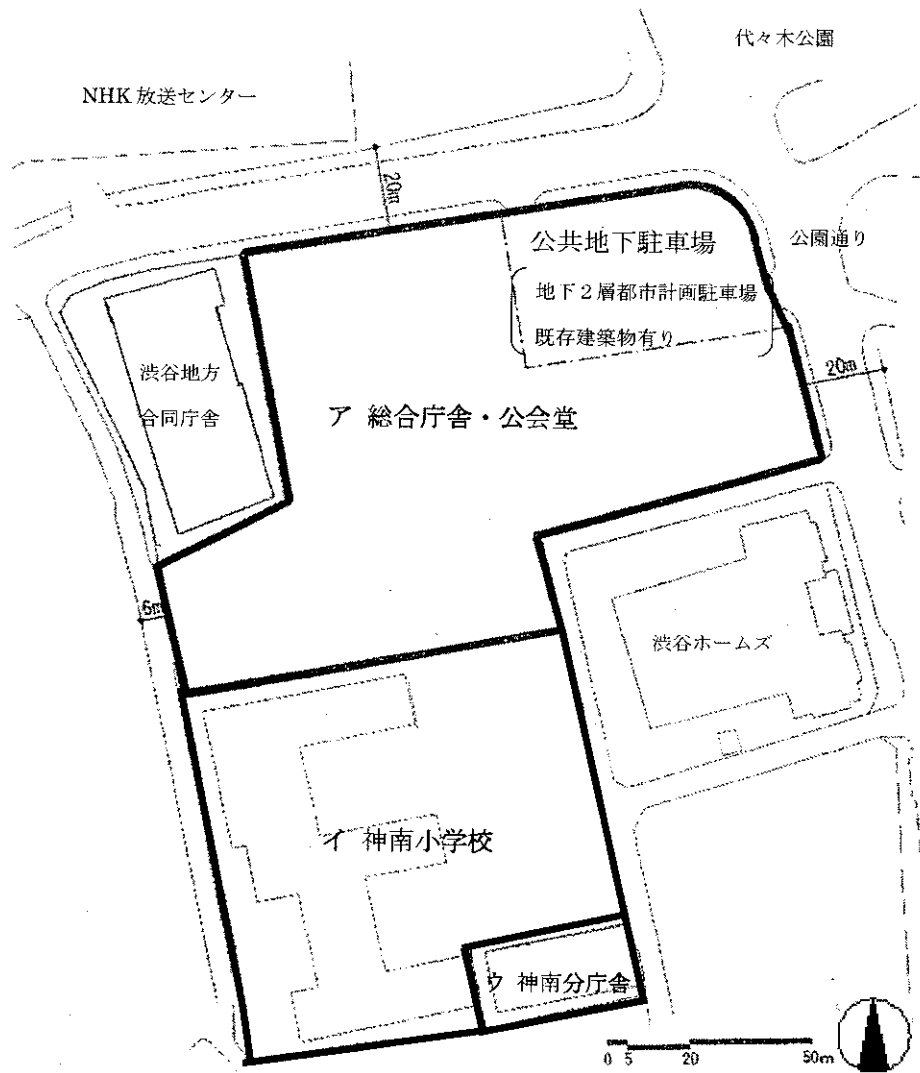 代々木公園
NHK 放送センター
20m
公共地下駐車場
公園通り
地下2層都市計画駐車場
既存建築物有り
渋谷地方
合同庁舎
20m
ア 総合庁舎・公会堂
6m
渋谷ホームズ
イ 神南小学校
ウ 神南分庁舎
0 5 20 50m